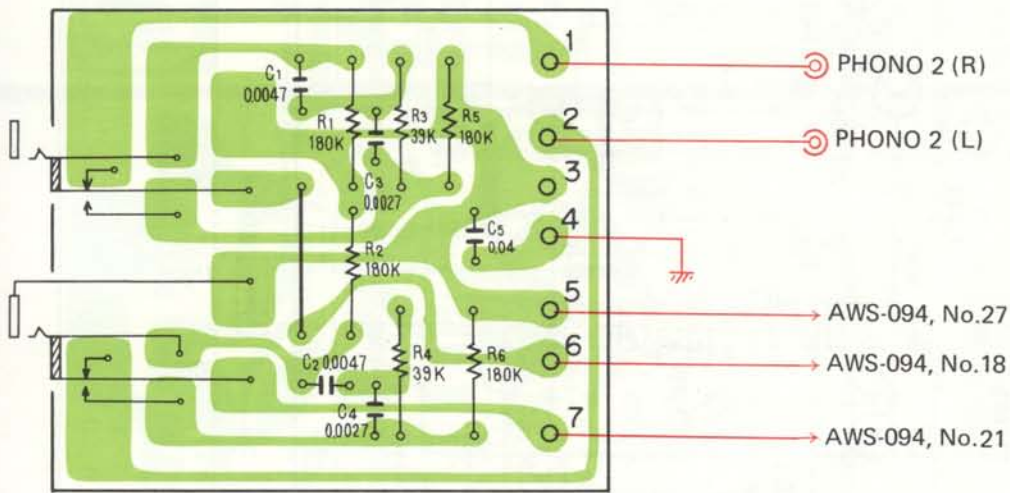 1
PHONO 2 (R)
C1
0.0047
R1
180K
R3
39K
R5
180K
2
PHONO 2 (L)
C3
0.0027
3
4
C5
0.04
R2
180K
5
AWS-094, No.27
C2 0.0047
R4
39K
R6
180K
6
AWS-094, No.18
C4
0.0027
7
AWS-094, No.21